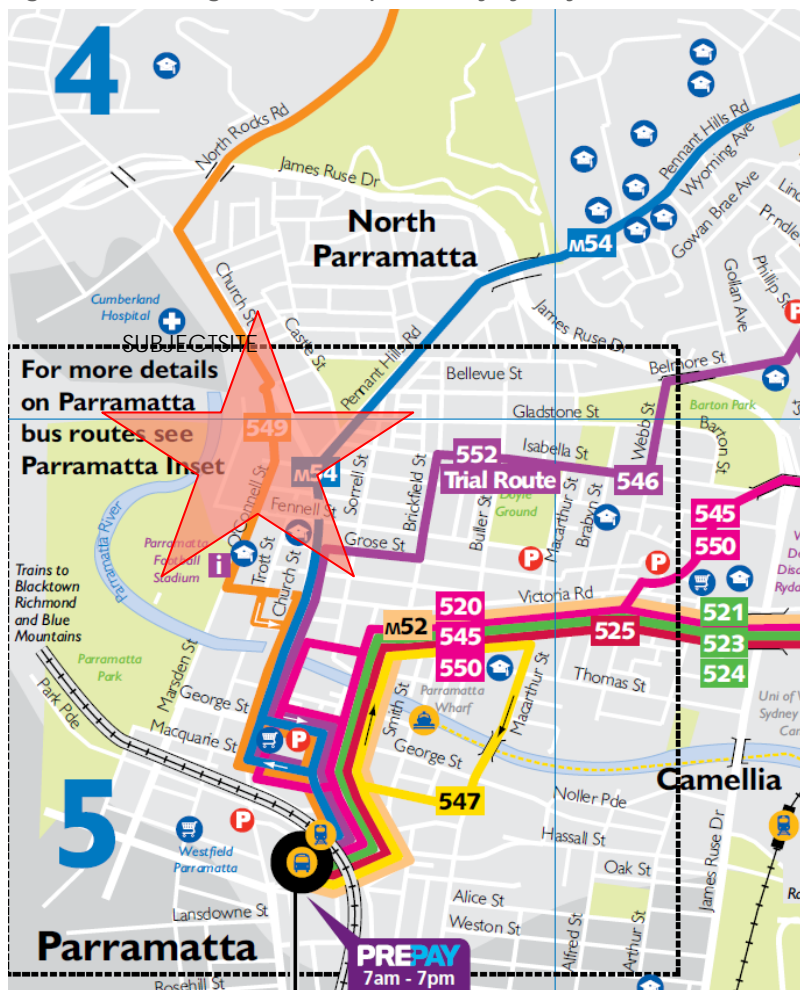 4
North Rocks Rd
James Ruse Dr
Pennant Hills Rd
Wyoming Ave
Gowan Brae Ave
North
Parramatta
M54
Gollan Ave
Phillip St
Church St
Castle St
Pennant Hills Rd
James Ruse Dr
Cumberland
Hospital
SUBJECTSITE
For more details
on Parramatta
bus routes see
Parramatta Inset
Bellevue St
Belmore St
Gladstone St
Barton Park
Barton St
549
M54
552
Trial Route
Isabella St
Webb St
546
O'Connell St
Fennell St
Sorrell St
Brickfield St
Buller St
Doyle
Ground
Macarthur St
Brabyn St
545
550
Parramatta River
Parramatta
Football
Stadium
Grose St
Trott St
Church St
Trains to
Blacktown
Richmond
and Blue
Mountains
Victoria Rd
M52
520
545
550
525
521
523
524
Parramatta
Park
Park Pde
Marsden St
George St
Macquarie St
Smith St
Parramatta
Wharf
George St
Macarthur St
Thomas St
Camellia
5
547
Noller Pde
Hassall St
Oak St
James Ruse Dr
Westfield
Parramatta
Lansdowne St
Alice St
Weston St
Alfred St
Arthur St
Parramatta
PREPAY
7am - 7pm
Rosehill St